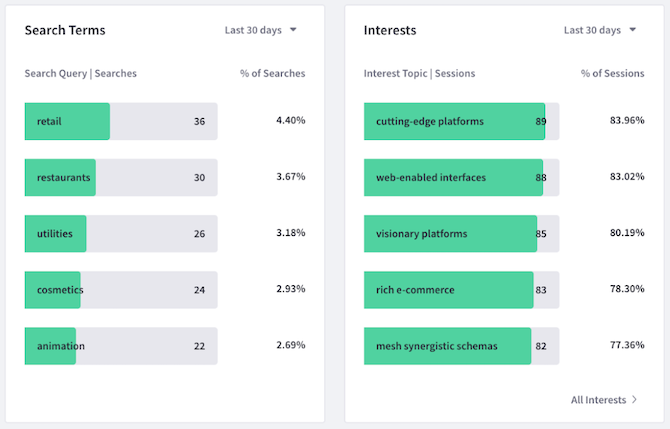 Search Terms
Last 30 days
Search Query | Searches
% of Searches
retail 36 4.40%
restaurants 30 3.67%
utilities 26 3.18%
cosmetics 24 2.93%
animation 22 2.69%
Interests
Last 30 days
Interest Topic | Sessions
% of Sessions
cutting-edge platforms 89 83.96%
web-enabled interfaces 88 83.02%
visionary platforms 85 80.19%
rich e-commerce 83 78.30%
mesh synergistic schemas 82 77.36%
All Interests